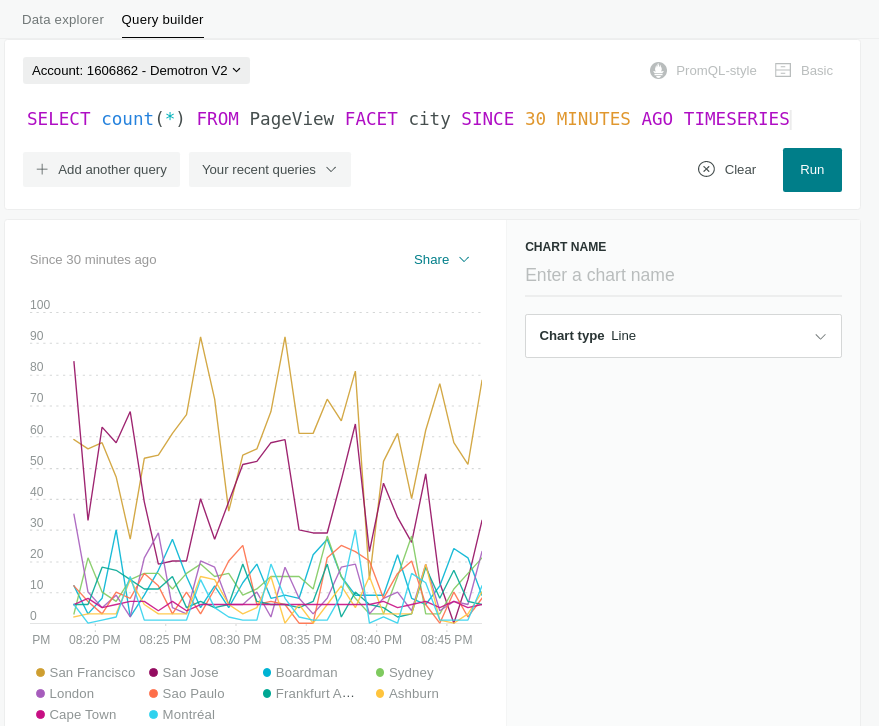 Data explorer Query builder
Account: 1606862 - Demotron V2 PromQL-style Basic
SELECT count(*) FROM PageView FACET city SINCE 30 MINUTES AGO TIMESERIES
Add another query Your recent queries Clear Run
Since 30 minutes ago Share
CHART NAME
Enter a chart name
Chart type Line
100
90
80
70
60
50
40
30
20
10
0
PM 08:20 PM 08:25 PM 08:30 PM 08:35 PM 08:40 PM 08:45 PM
San Francisco San Jose Boardman Sydney
London Sao Paulo Frankfurt A... Ashburn
Cape Town Montréal